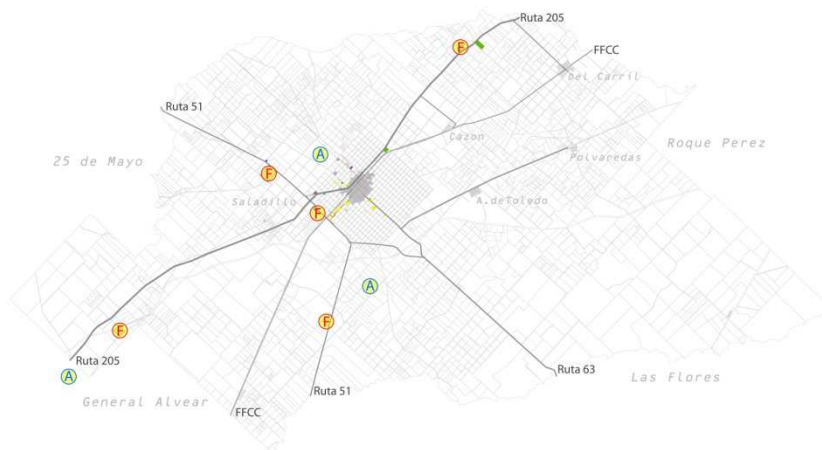 Ruta 205
F
FFCC
Del Carril
Ruta 51
Cazon
Roque Perez
A
25 de Mayo
Polvaredas
F
Saladillo
A.deToledo
F
A
F
F
Ruta 205
Ruta 63
A
Las Flores
Ruta 51
General Alvear
FFCC